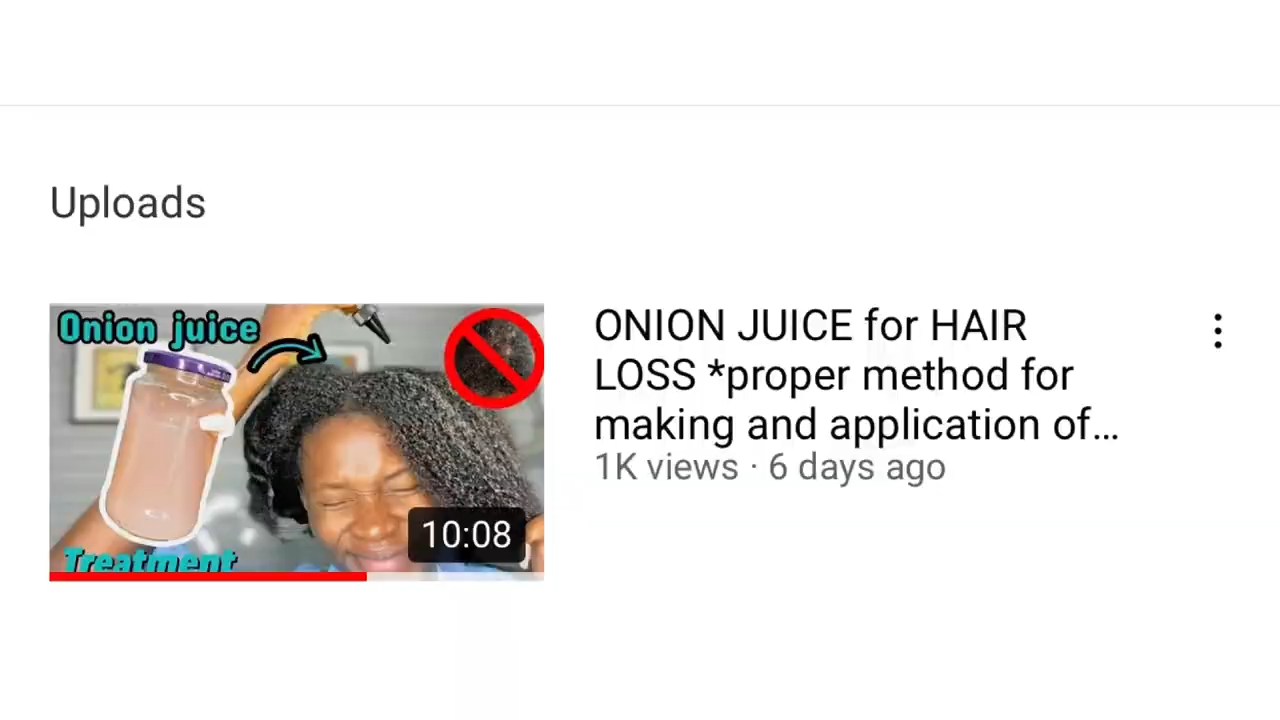 Uploads
Onion juice
Treatment
10:08
ONION JUICE for HAIR
LOSS *proper method for
making and application of…
1K views · 6 days ago